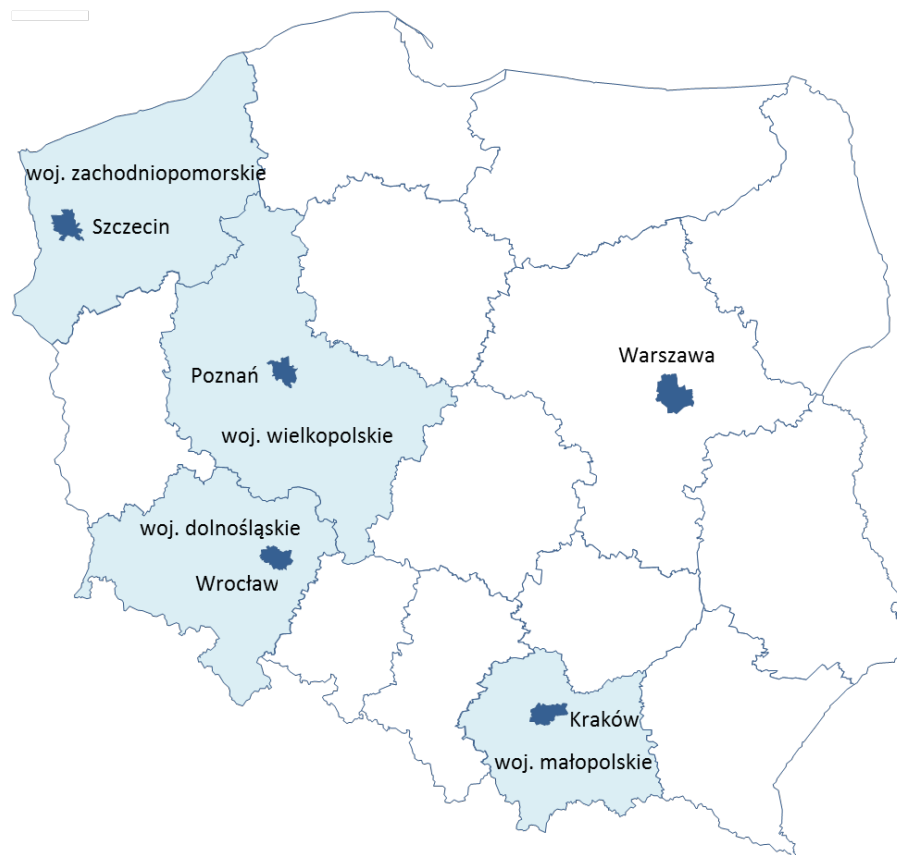 woj. zachodniopomorskie
Szczecin
Warszawa
Poznań
woj. wielkopolskie
woj. dolnośląskie
Wrocław
Kraków
woj. małopolskie